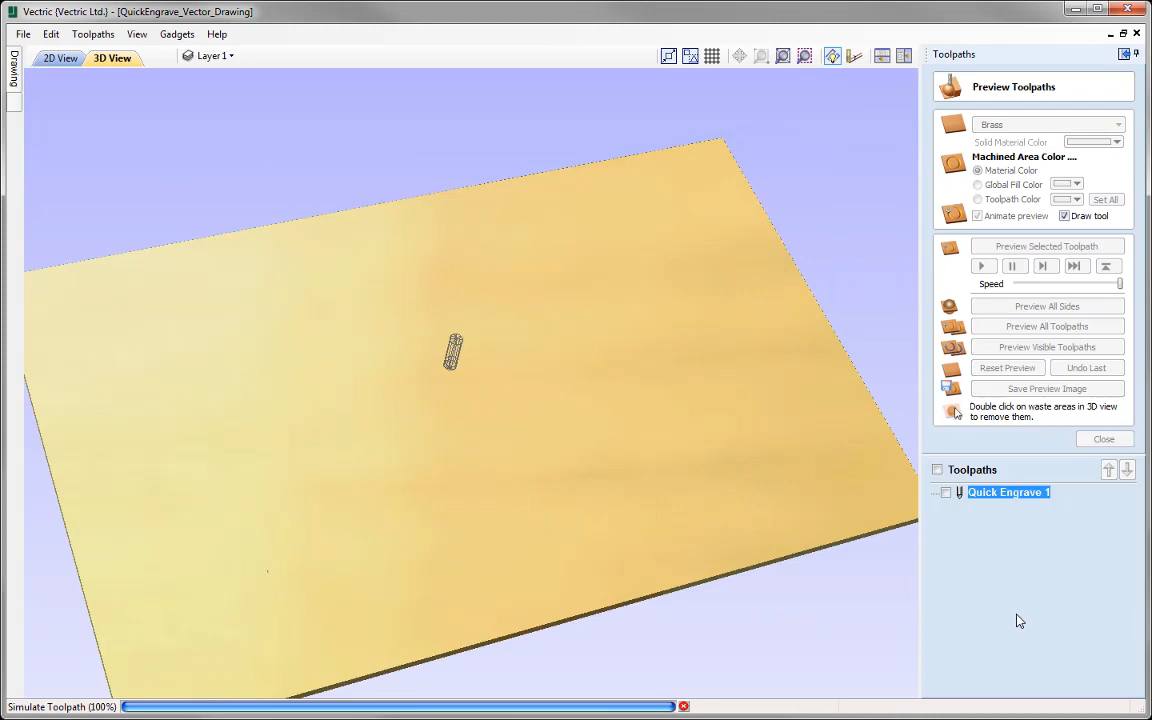 Vectric {Vectric Ltd.} - [QuickEngrave_Vector_Drawing]
File Edit Toolpaths View Gadgets Help
2D View 3D View Layer 1
Drawing
Toolpaths
Preview Toolpaths
Brass
Solid Material Color
Machined Area Color ....
Material Color
Global Fill Color
Toolpath Color Set All
Animate preview Draw tool
Preview Selected Toolpath
Speed
Preview All Sides
Preview All Toolpaths
Preview Visible Toolpaths
Reset Preview Undo Last
Save Preview Image
Double click on waste areas in 3D view
to remove them.
Close
Toolpaths
Quick Engrave 1
Simulate Toolpath (100%)